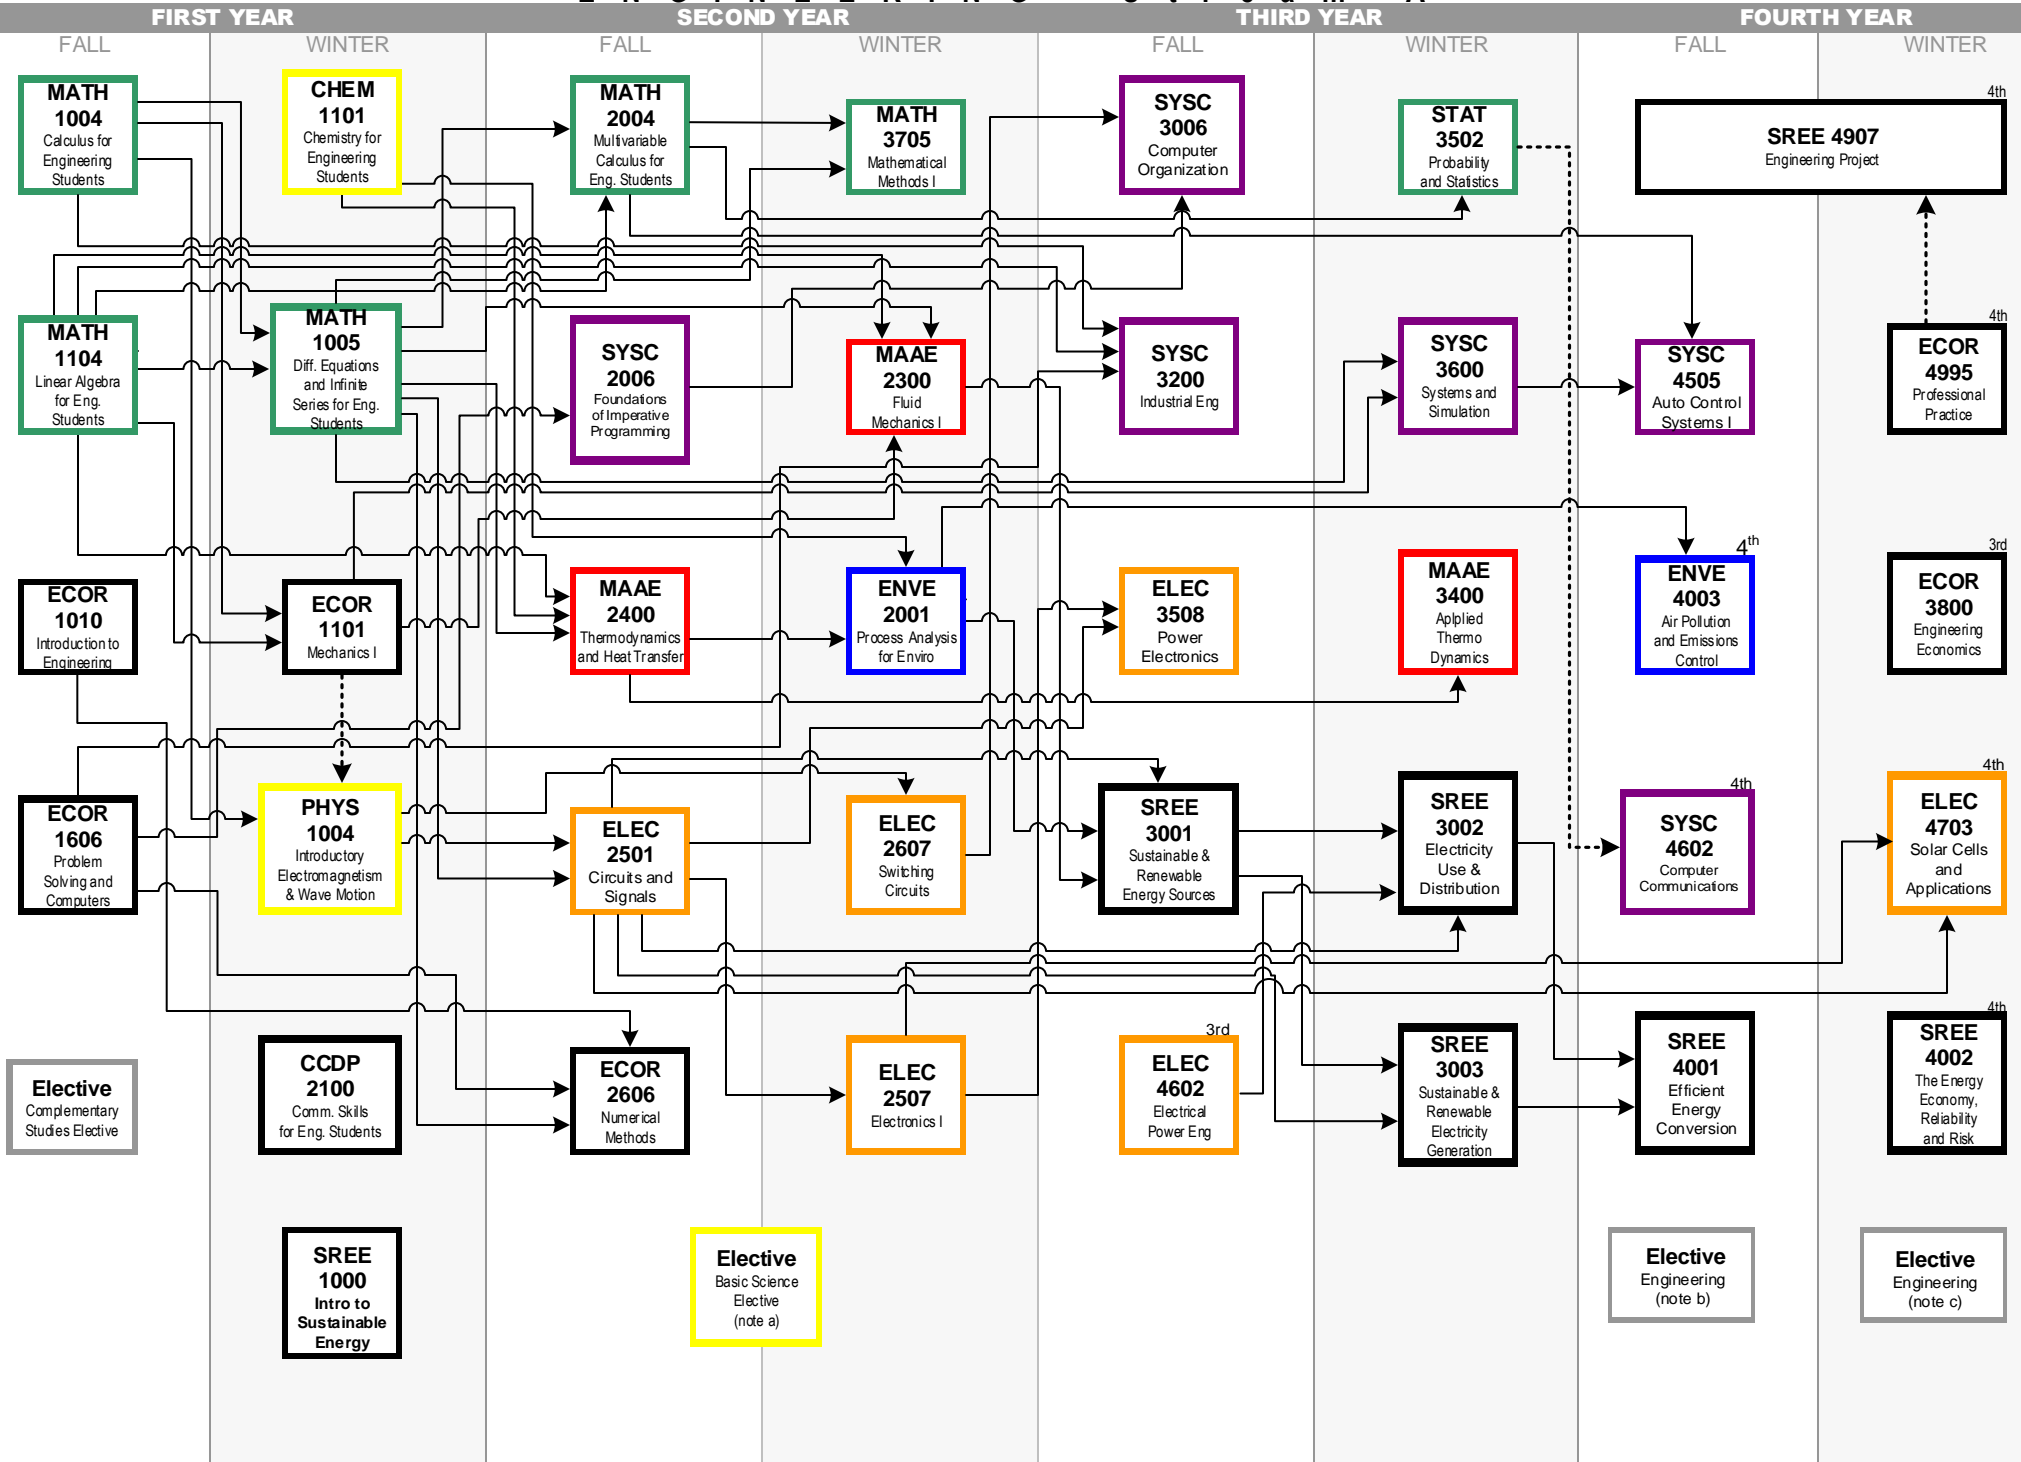 FIRST YEAR
SECOND YEAR
THIRD YEAR
FOURTH YEAR
FALL
WINTER
FALL
WINTER
FALL
WINTER
FALL
WINTER
MATH
1004
Calculus for
Engineering
Students
CHEM
1101
Chemistry for
Engineering
Students
MATH
2004
Multivariable
Calculus for
Eng. Students
MATH
3705
Mathematical
Methods I
SYSC
3006
Computer
Organization
STAT
3502
Probability
and Statistics
4th
SREE 4907
Engineering Project
MATH
1104
Linear Algebra
for Eng.
Students
MATH
1005
Diff. Equations
and Infinite
Series for Eng.
Students
SYSC
2006
Foundations
of Imperative
Programming
MAAE
2300
Fluid
Mechanics I
SYSC
3200
Industrial Eng
SYSC
3600
Systems and
Simulation
SYSC
4505
Auto Control
Systems I
4th
ECOR
4995
Professional
Practice
ECOR
1010
Introduction to
Engineering
ECOR
1101
Mechanics I
MAAE
2400
Thermodynamics
and Heat Transfer
ENVE
2001
Process Analysis
for Enviro
ELEC
3508
Power
Electronics
MAAE
3400
Aplplied
Thermo
Dynamics
4th
ENVE
4003
Air Pollution
and Emissions
Control
3rd
ECOR
3800
Engineering
Economics
ECOR
1606
Problem
Solving and
Computers
PHYS
1004
Introductory
Electromagnetism
& Wave Motion
ELEC
2501
Circuits and
Signals
ELEC
2607
Switching
Circuits
SREE
3001
Sustainable &
Renewable
Energy Sources
SREE
3002
Electricity
Use &
Distribution
4th
SYSC
4602
Computer
Communications
4th
ELEC
4703
Solar Cells
and
Applications
Elective
Complementary
Studies Elective
CCDP
2100
Comm. Skills
for Eng. Students
ECOR
2606
Numerical
Methods
ELEC
2507
Electronics I
3rd
ELEC
4602
Electrical
Power Eng
SREE
3003
Sustainable &
Renewable
Electricity
Generation
SREE
4001
Efficient
Energy
Conversion
4th
SREE
4002
The Energy
Economy,
Reliability
and Risk
SREE
1000
Intro to
Sustainable
Energy
Elective
Basic Science
Elective
(note a)
Elective
Engineering
(note b)
Elective
Engineering
(note c)